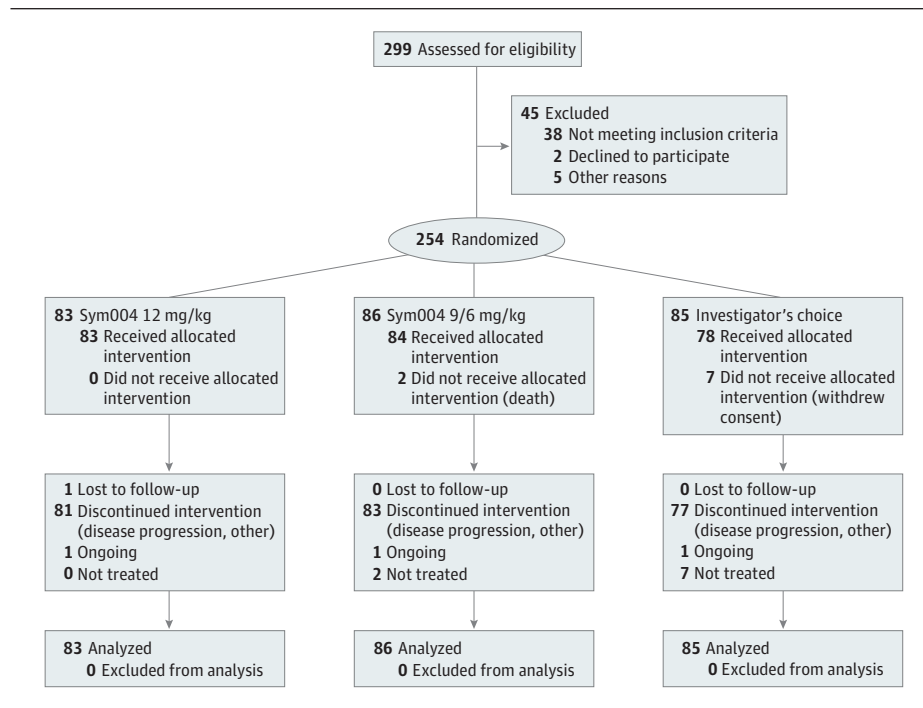 299 Assessed for eligibility
45 Excluded
38 Not meeting inclusion criteria
2 Declined to participate
5 Other reasons
254 Randomized
83 Sym004 12 mg/kg
83 Received allocated
intervention
0 Did not receive allocated
intervention
86 Sym004 9/6 mg/kg
84 Received allocated
intervention
2 Did not receive allocated
intervention (death)
85 Investigator's choice
78 Received allocated
intervention
7 Did not receive allocated
intervention (withdrew
consent)
1 Lost to follow-up
81 Discontinued intervention
(disease progression, other)
1 Ongoing
0 Not treated
0 Lost to follow-up
83 Discontinued intervention
(disease progression, other)
1 Ongoing
2 Not treated
0 Lost to follow-up
77 Discontinued intervention
(disease progression, other)
1 Ongoing
7 Not treated
83 Analyzed
0 Excluded from analysis
86 Analyzed
0 Excluded from analysis
85 Analyzed
0 Excluded from analysis